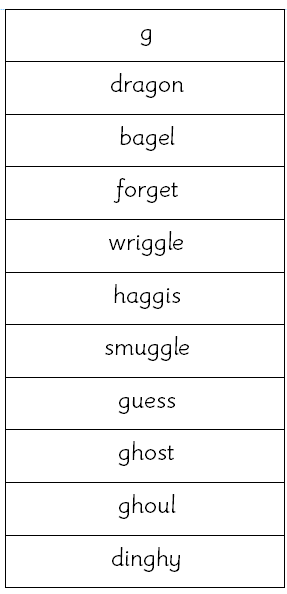 g
dragon
bagel
forget
wriggle
haggis
smuggle
guess
ghost
ghoul
dinghy